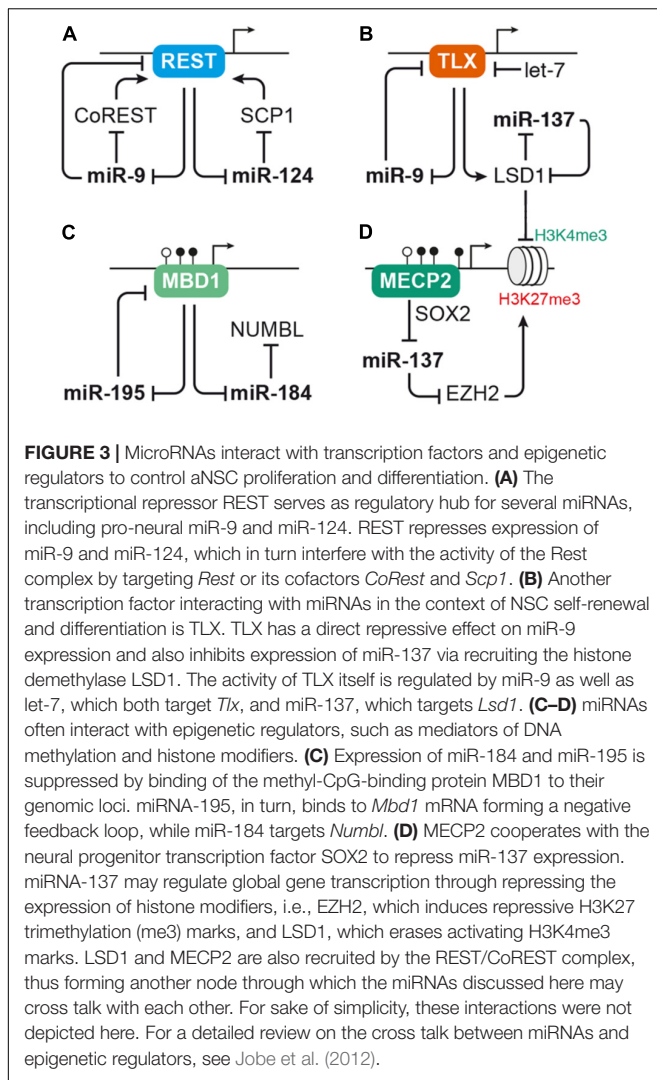 A
REST
CoREST
SCP1
miR-9
miR-124
B
TLX
let-7
miR-137
miR-9
LSD1
C
MBD1
NUMBL
miR-195
miR-184
D
H3K4me3
MECP2
SOX2
H3K27me3
miR-137
EZH2
FIGURE 3 | MicroRNAs interact with transcription factors and epigenetic
regulators to control aNSC proliferation and differentiation. (A) The
transcriptional repressor REST serves as regulatory hub for several miRNAs,
including pro-neural miR-9 and miR-124. REST represses expression of
miR-9 and miR-124, which in turn interfere with the activity of the Rest
complex by targeting Rest or its cofactors CoRest and Scp1. (B) Another
transcription factor interacting with miRNAs in the context of NSC self-renewal
and differentiation is TLX. TLX has a direct repressive effect on miR-9
expression and also inhibits expression of miR-137 via recruiting the histone
demethylase LSD1. The activity of TLX itself is regulated by miR-9 as well as
let-7, which both target Tlx, and miR-137, which targets Lsd1. (C–D) miRNAs
often interact with epigenetic regulators, such as mediators of DNA
methylation and histone modifiers. (C) Expression of miR-184 and miR-195 is
suppressed by binding of the methyl-CpG-binding protein MBD1 to their
genomic loci. miRNA-195, in turn, binds to Mbd1 mRNA forming a negative
feedback loop, while miR-184 targets Numbl. (D) MECP2 cooperates with the
neural progenitor transcription factor SOX2 to repress miR-137 expression.
miRNA-137 may regulate global gene transcription through repressing the
expression of histone modifiers, i.e., EZH2, which induces repressive H3K27
trimethylation (me3) marks, and LSD1, which erases activating H3K4me3
marks. LSD1 and MECP2 are also recruited by the REST/CoREST complex,
thus forming another node through which the miRNAs discussed here may
cross talk with each other. For sake of simplicity, these interactions were not
depicted here. For a detailed review on the cross talk between miRNAs and
epigenetic regulators, see Jobe et al. (2012).